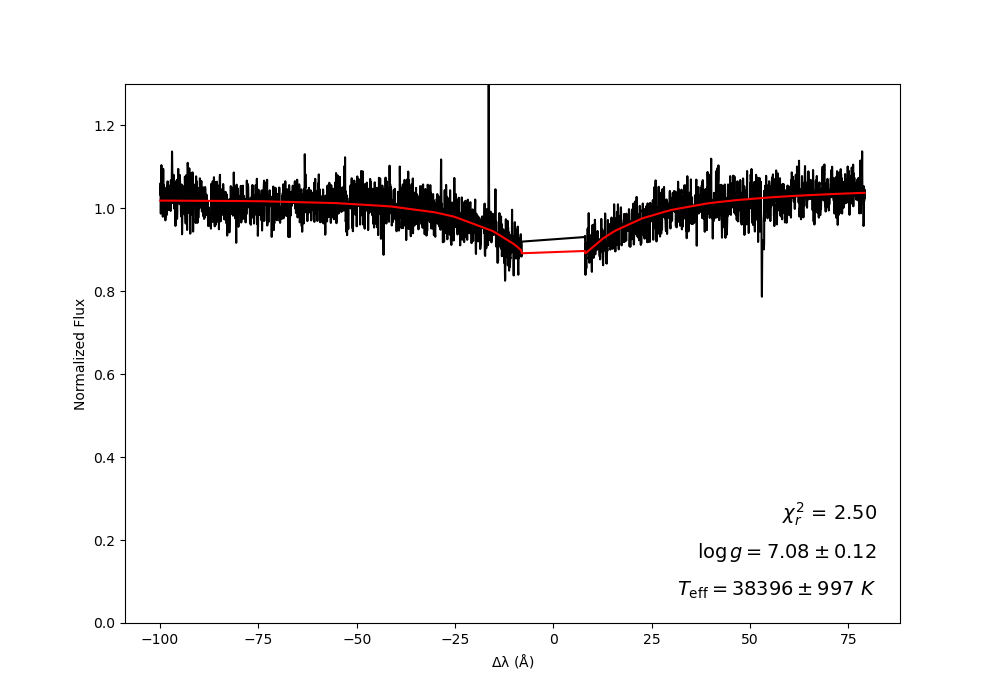 1.2
1.0
0.8
0.6
0.4
0.2
0.0
Normalized Flux
χ²ᵣ = 2.50
log g = 7.08 ± 0.12
T_eff = 38396 ± 997 K
−100 −75 −50 −25 0 25 50 75
Δλ (Å)